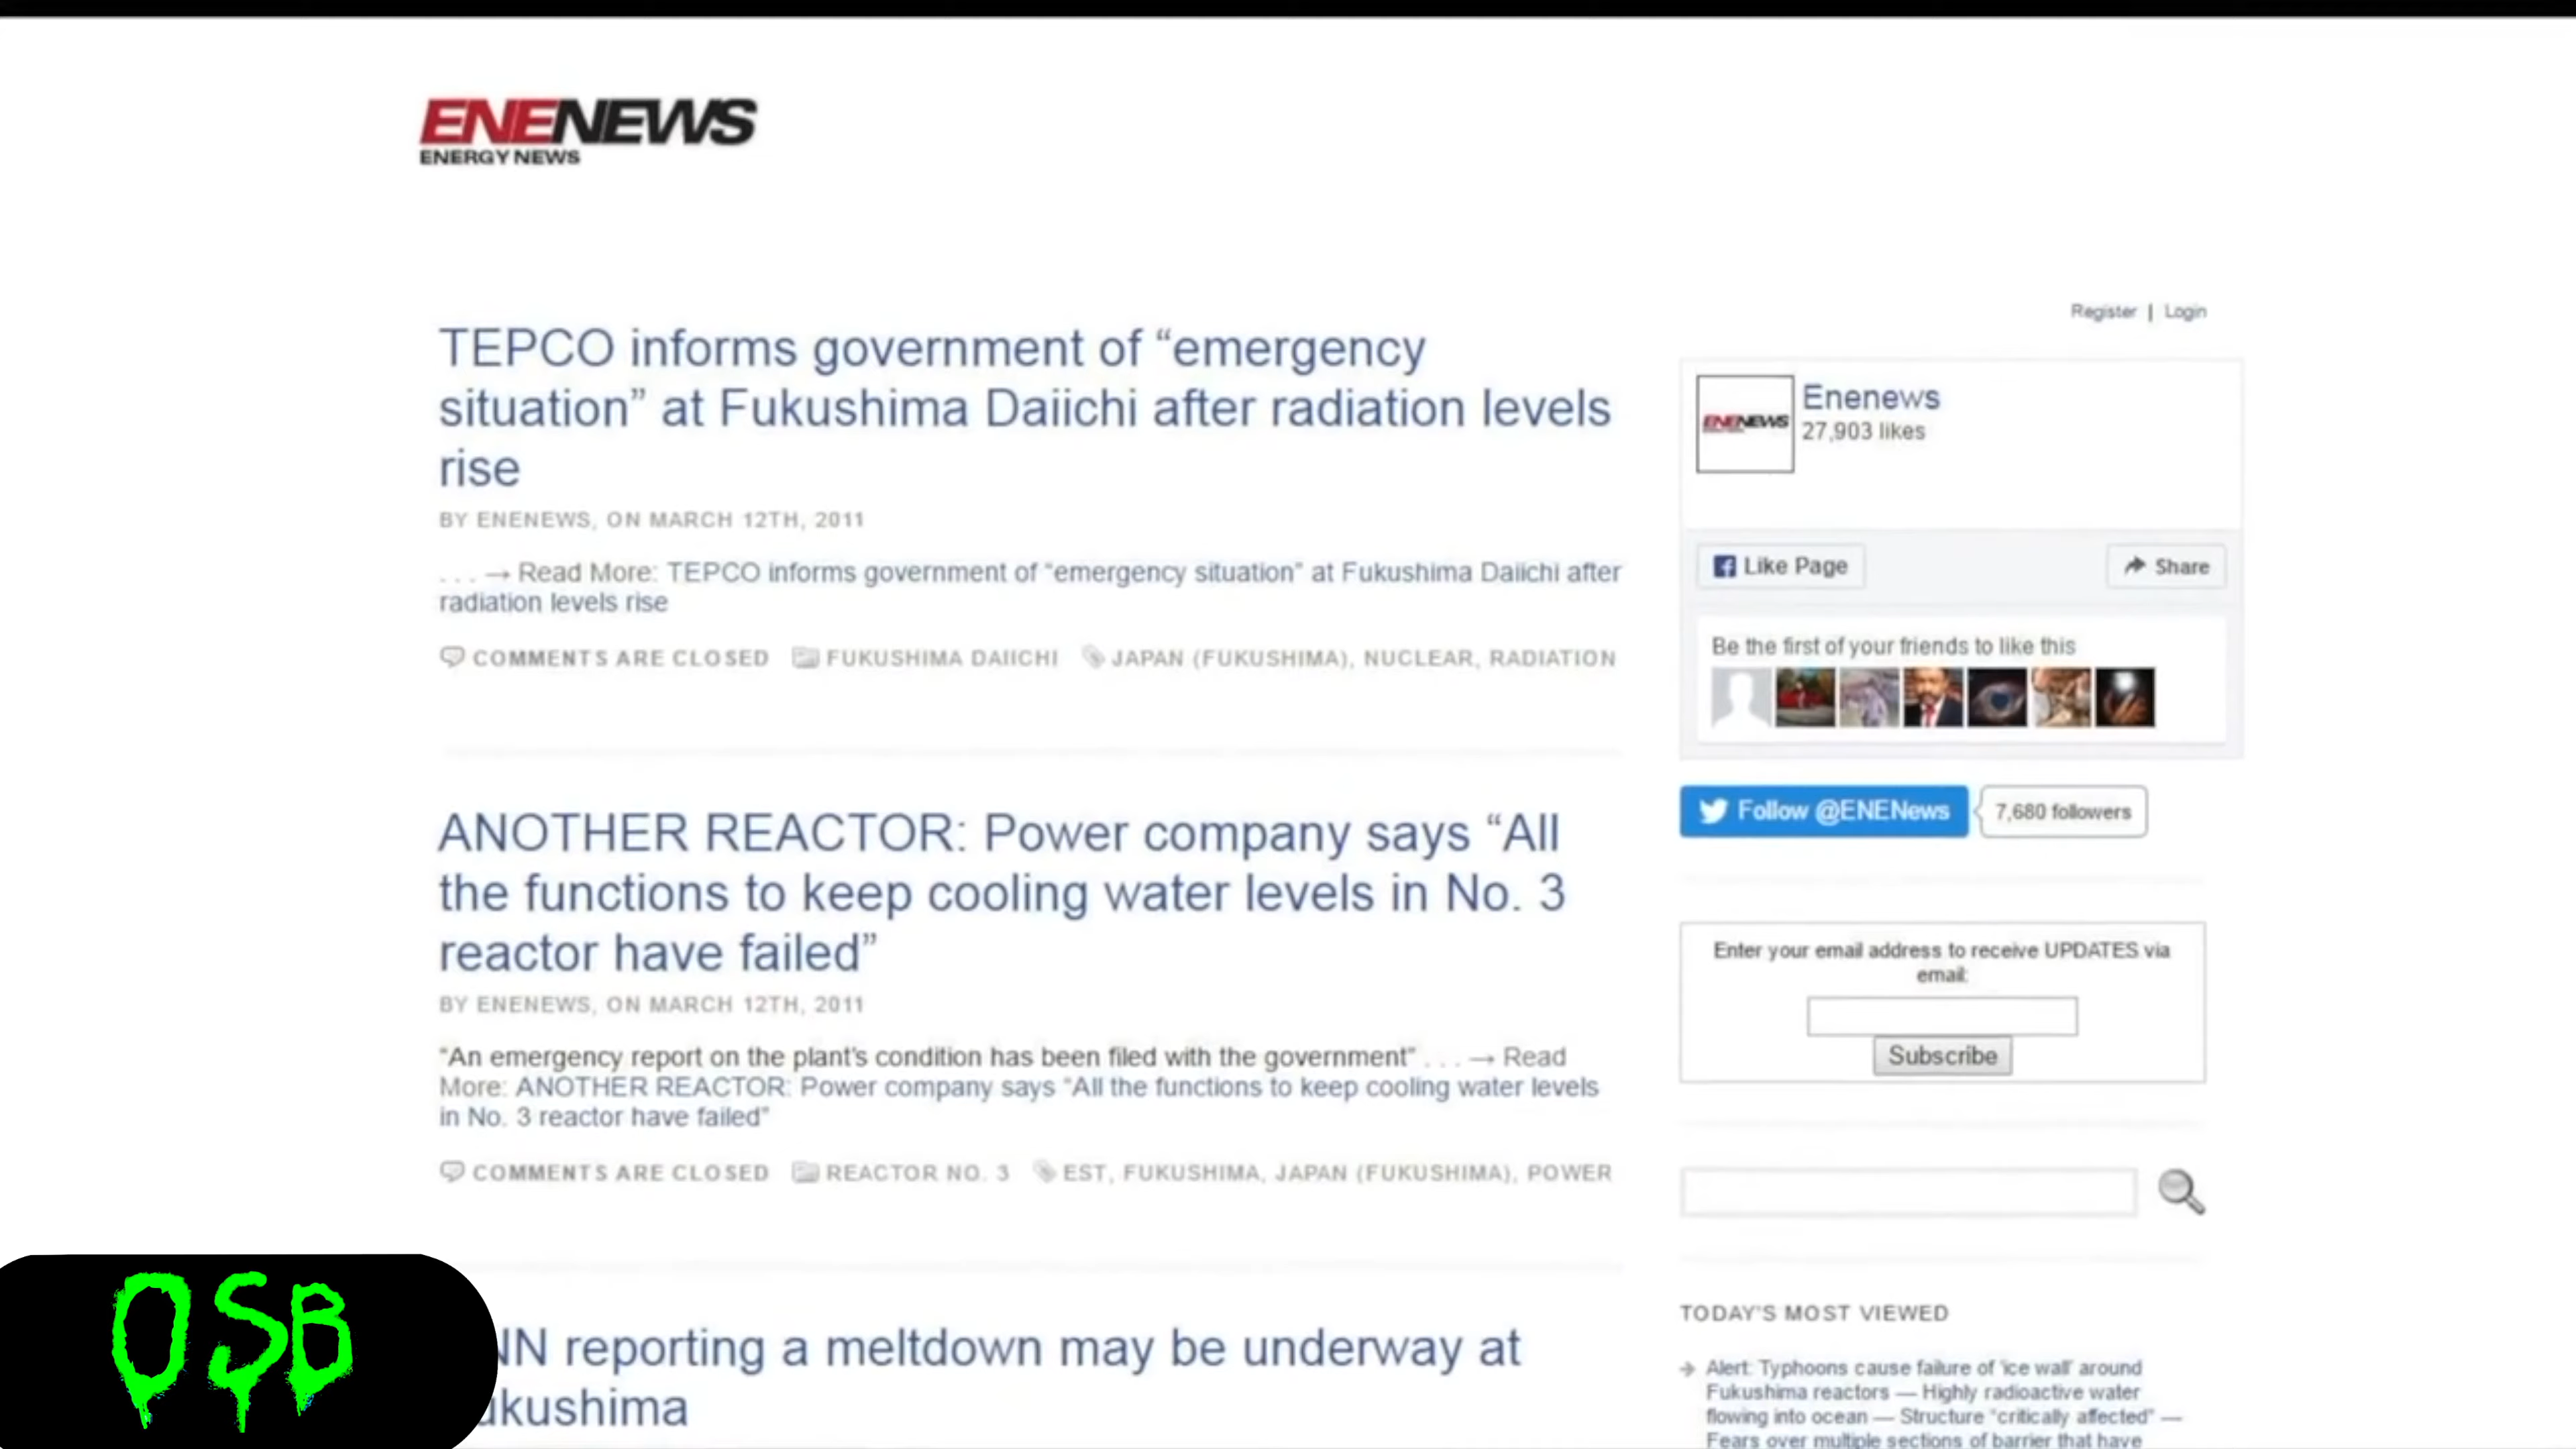 ENENEWS
ENERGY NEWS
Register | Login
TEPCO informs government of “emergency
situation” at Fukushima Daiichi after radiation levels
rise
BY ENENEWS, ON MARCH 12TH, 2011
. . . → Read More: TEPCO informs government of “emergency situation” at Fukushima Daiichi after
radiation levels rise
COMMENTS ARE CLOSED FUKUSHIMA DAIICHI JAPAN (FUKUSHIMA), NUCLEAR, RADIATION
ANOTHER REACTOR: Power company says “All
the functions to keep cooling water levels in No. 3
reactor have failed”
BY ENENEWS, ON MARCH 12TH, 2011
“An emergency report on the plant's condition has been filed with the government” . . . → Read
More: ANOTHER REACTOR: Power company says “All the functions to keep cooling water levels
in No. 3 reactor have failed”
COMMENTS ARE CLOSED REACTOR NO. 3 EST, FUKUSHIMA, JAPAN (FUKUSHIMA), POWER
NN reporting a meltdown may be underway at
ukushima
OSB
ENENEWS
Enenews
27,903 likes
Like Page
Share
Be the first of your friends to like this
Follow @ENENews
7,680 followers
Enter your email address to receive UPDATES via
email:
Subscribe
TODAY'S MOST VIEWED
Alert: Typhoons cause failure of 'ice wall' around
Fukushima reactors — Highly radioactive water
flowing into ocean — Structure “critically affected” —
Fears over multiple sections of barrier that have